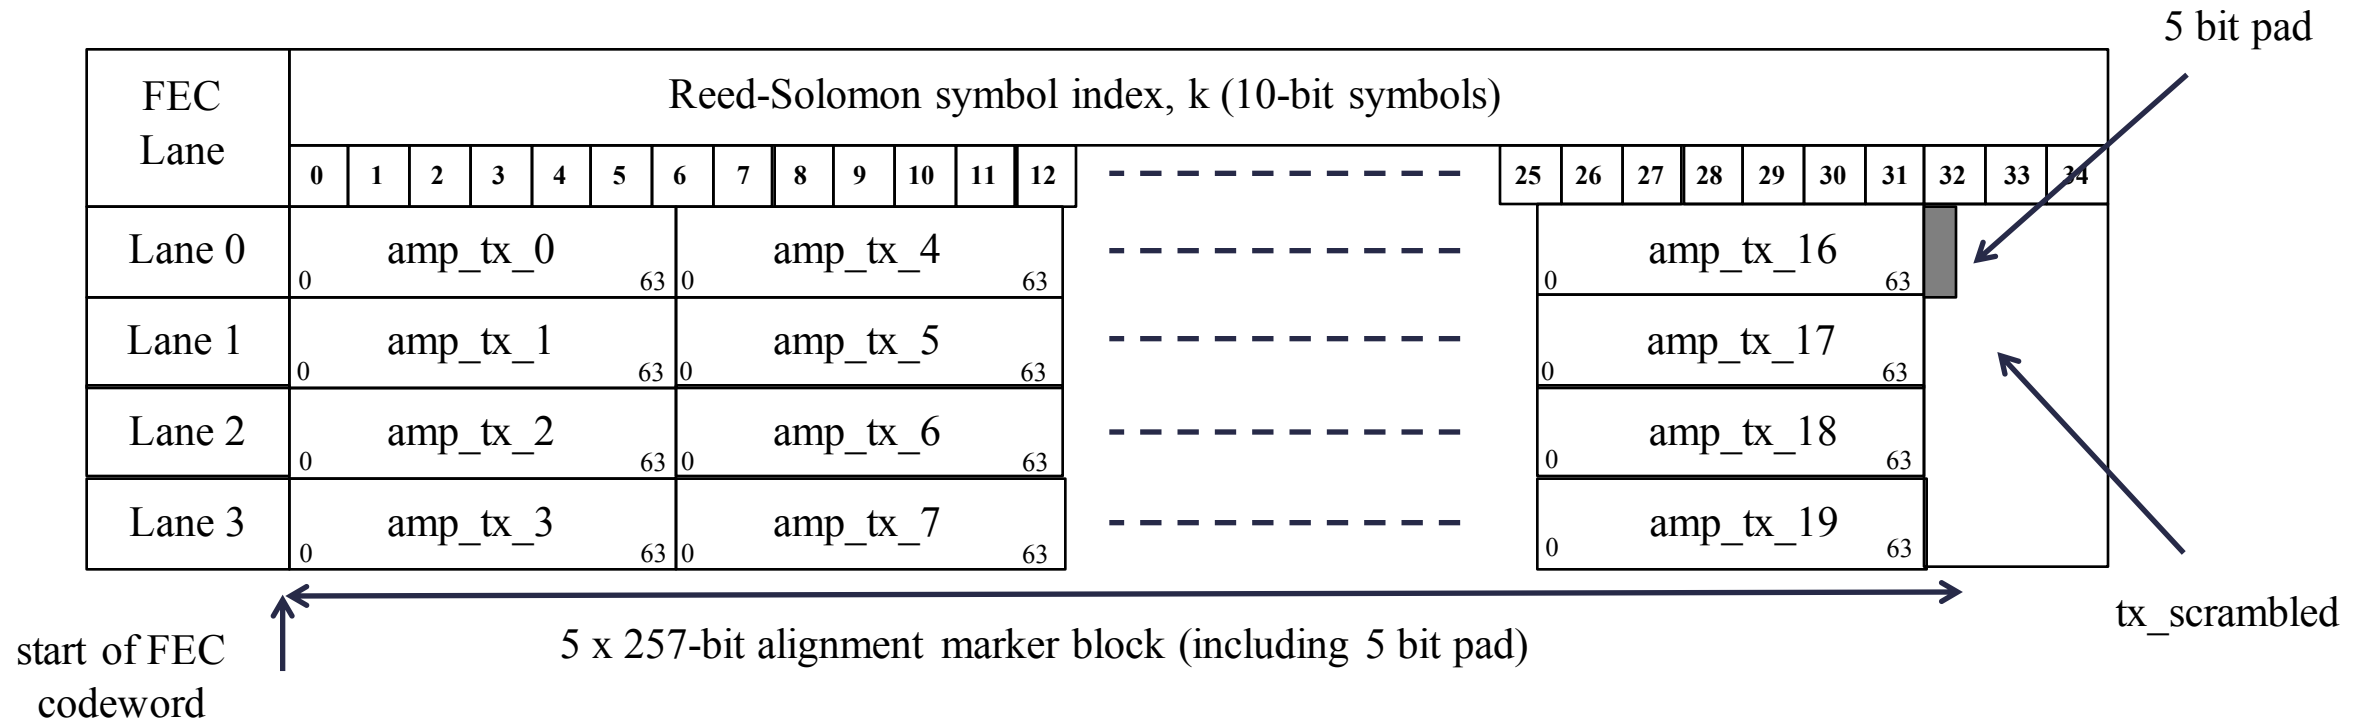 5 bit pad
FEC
Lane
Reed-Solomon symbol index, k (10-bit symbols)
0 1 2 3 4 5 6 7 8 9 10 11 12 25 26 27 28 29 30 31 32 33 34
Lane 0 0 amp_tx_0 63 0 amp_tx_4 63 0 amp_tx_16 63
Lane 1 0 amp_tx_1 63 0 amp_tx_5 63 0 amp_tx_17 63
Lane 2 0 amp_tx_2 63 0 amp_tx_6 63 0 amp_tx_18 63
Lane 3 0 amp_tx_3 63 0 amp_tx_7 63 0 amp_tx_19 63
start of FEC
codeword
5 x 257-bit alignment marker block (including 5 bit pad)
tx_scrambled